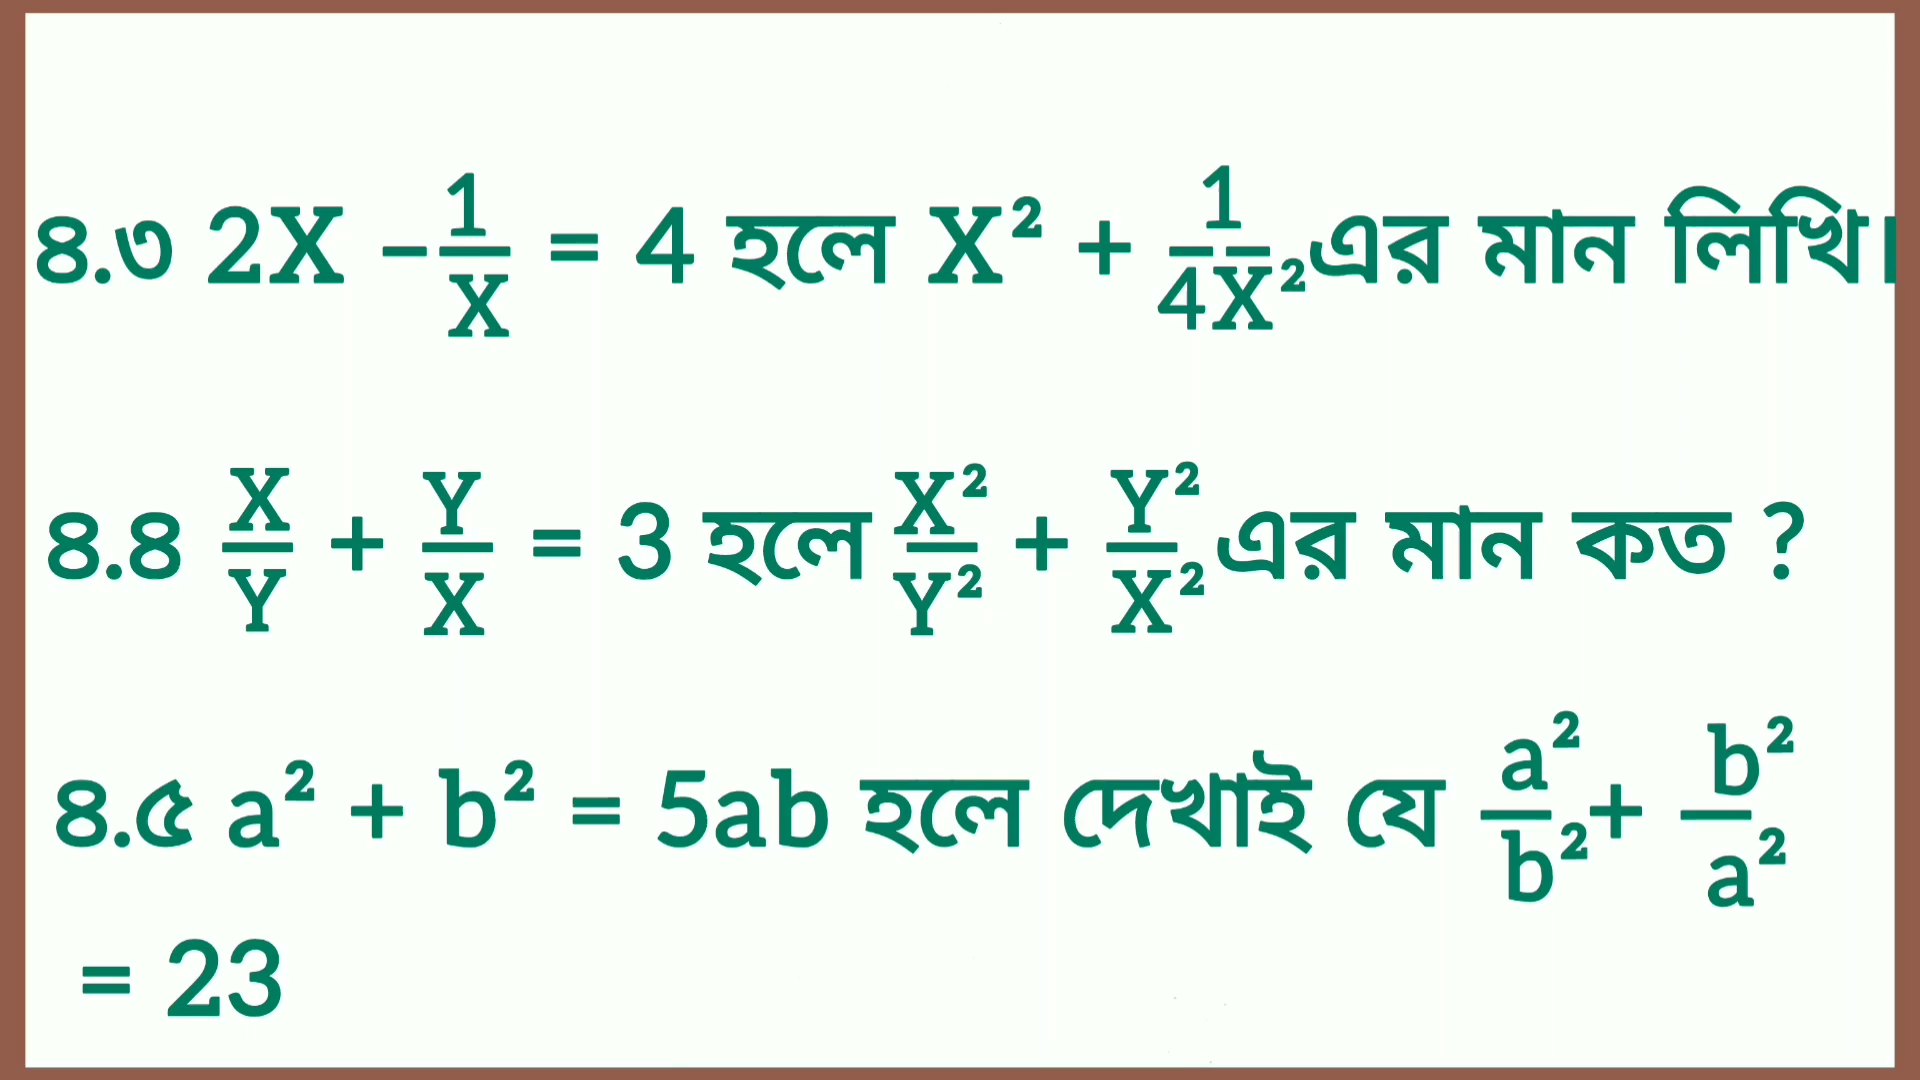 ৪.৩ 2X – 1/X = 4 হলে X² + 1/4X² এর মান লিখি।
৪.৪ X/Y + Y/X = 3 হলে X²/Y² + Y²/X² এর মান কত ?
৪.৫ a² + b² = 5ab হলে দেখাই যে a²/b² + b²/a²
= 23